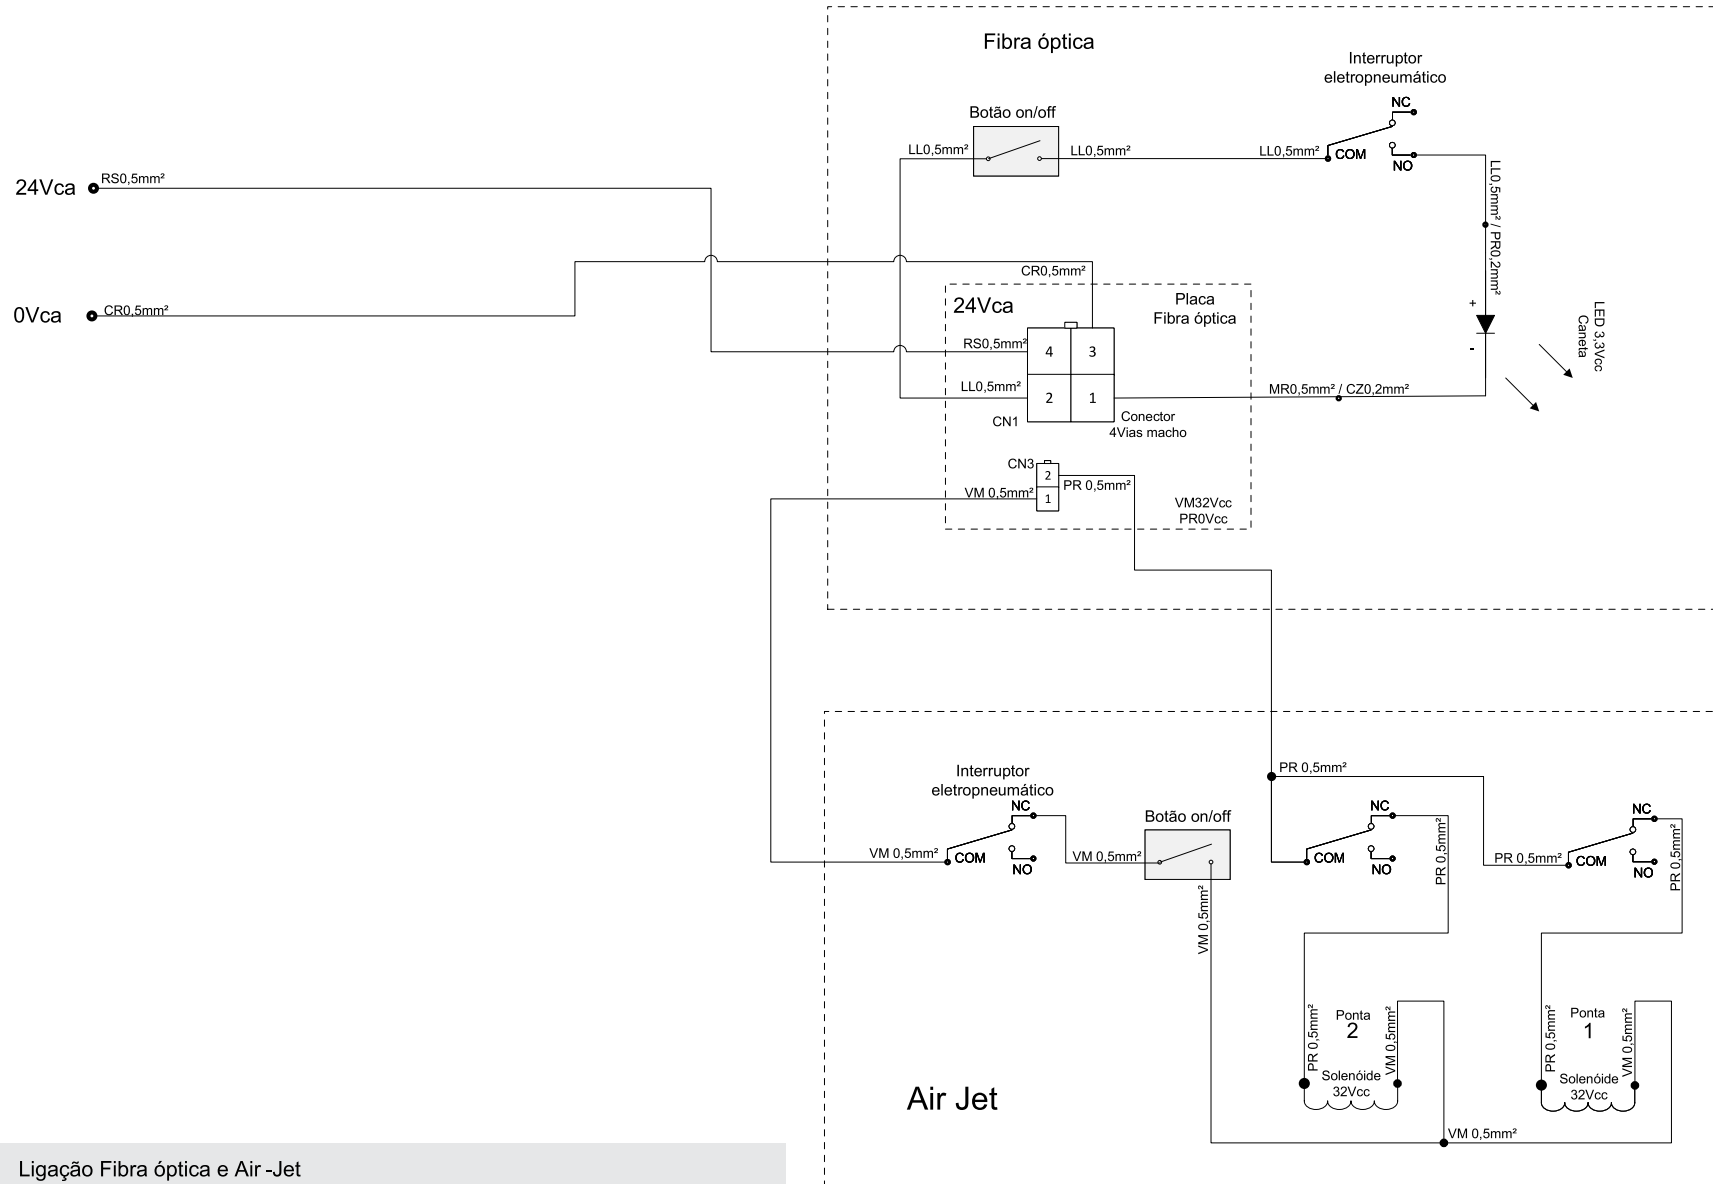 Fibra óptica
Interruptor
eletropneumático
NC
Botão on/off
LL0,5mm²
LL0,5mm²
LL0,5mm²
COM
NO
24Vca
RS0,5mm²
LL0,5mm² / PR0,2mm²
CR0,5mm²
0Vca
CR0,5mm²
24Vca
Placa
Fibra óptica
+
-
LED 3,3Vcc
Caneta
RS0,5mm²
4
3
LL0,5mm²
2
1
MR0,5mm² / CZ0,2mm²
CN1
Conector
4Vias macho
CN3
2
PR 0,5mm²
VM 0,5mm²
1
VM32Vcc
PR0Vcc
PR 0,5mm²
Interruptor
eletropneumático
NC
Botão on/off
NC
NC
VM 0,5mm²
COM
NO
VM 0,5mm²
COM
NO
PR 0,5mm²
PR 0,5mm²
COM
NO
PR 0,5mm²
VM 0,5mm²
PR 0,5mm²
Ponta
2
VM 0,5mm²
Solenóide
32Vcc
PR 0,5mm²
Ponta
1
VM 0,5mm²
Solenóide
32Vcc
Air Jet
VM 0,5mm²
Ligação Fibra óptica e Air -Jet